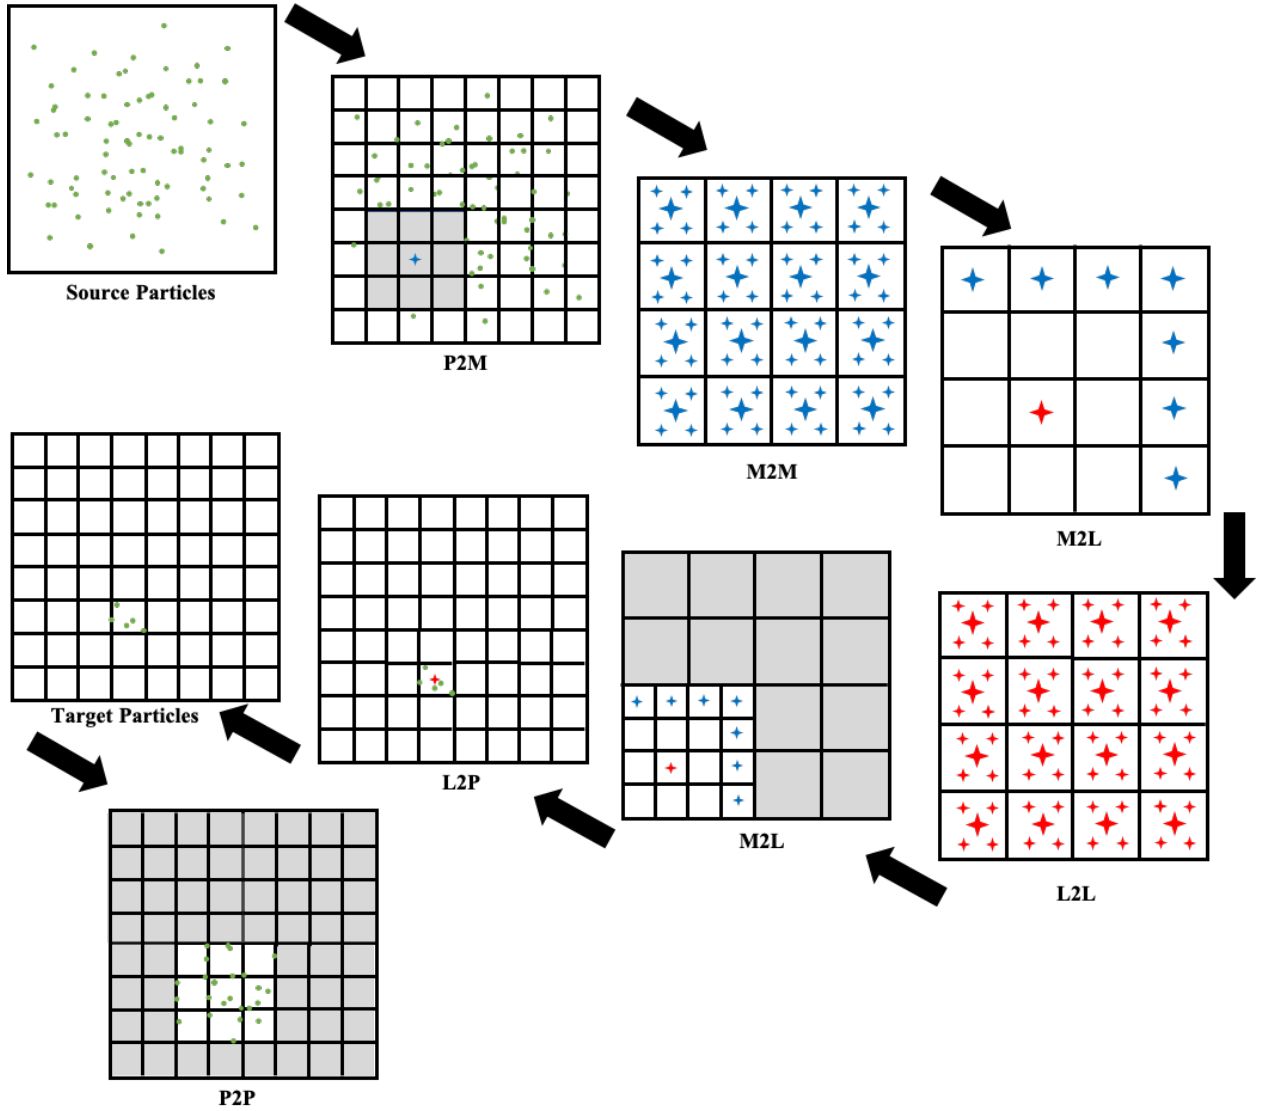 Source Particles
P2M
M2M
M2L
L2L
M2L
L2P
Target Particles
P2P